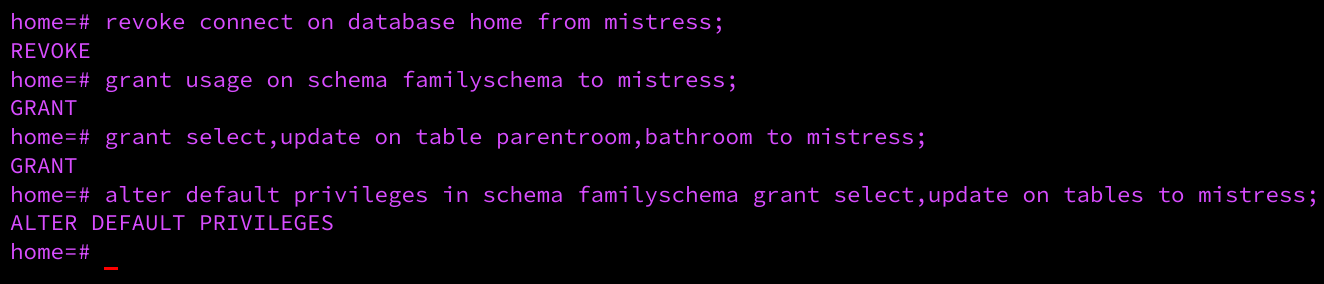 home=# revoke connect on database home from mistress;
REVOKE
home=# grant usage on schema familyschema to mistress;
GRANT
home=# grant select,update on table parentroom,bathroom to mistress;
GRANT
home=# alter default privileges in schema familyschema grant select,update on tables to mistress;
ALTER DEFAULT PRIVILEGES
home=#